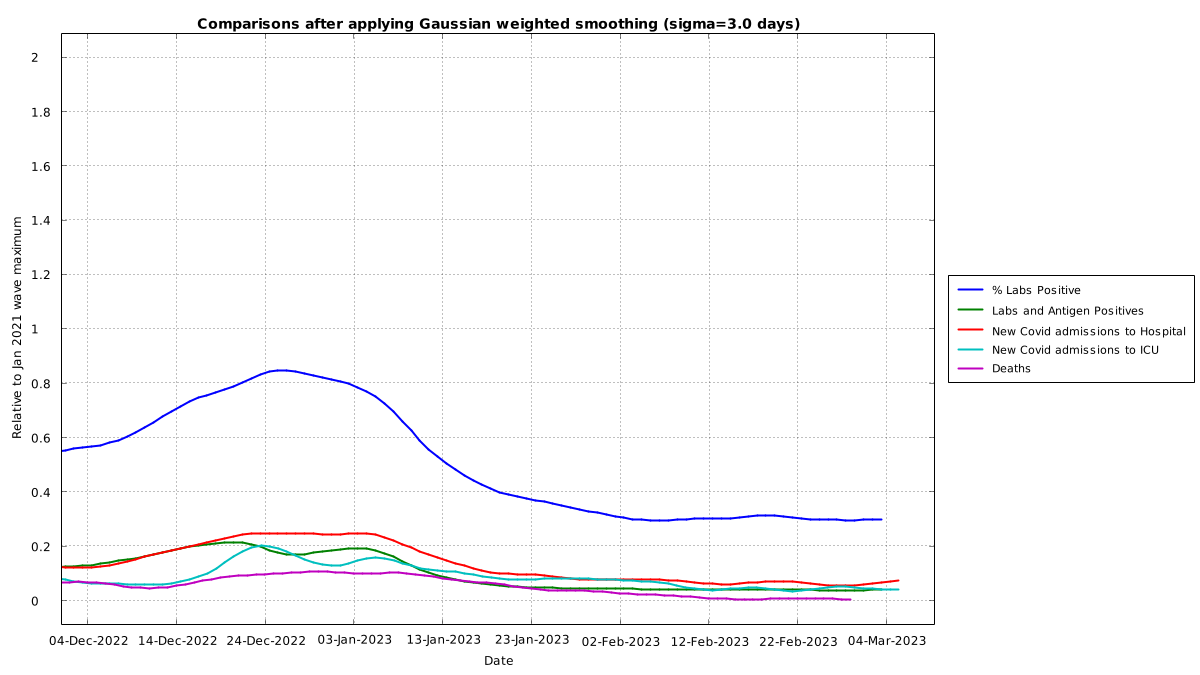 Comparisons after applying Gaussian weighted smoothing (sigma=3.0 days)
Relative to Jan 2021 wave maximum
2
1.8
1.6
1.4
1.2
1
0.8
0.6
0.4
0.2
0
04-Dec-2022 14-Dec-2022 24-Dec-2022 03-Jan-2023 13-Jan-2023 23-Jan-2023 02-Feb-2023 12-Feb-2023 22-Feb-2023 04-Mar-2023
Date
% Labs Positive
Labs and Antigen Positives
New Covid admissions to Hospital
New Covid admissions to ICU
Deaths